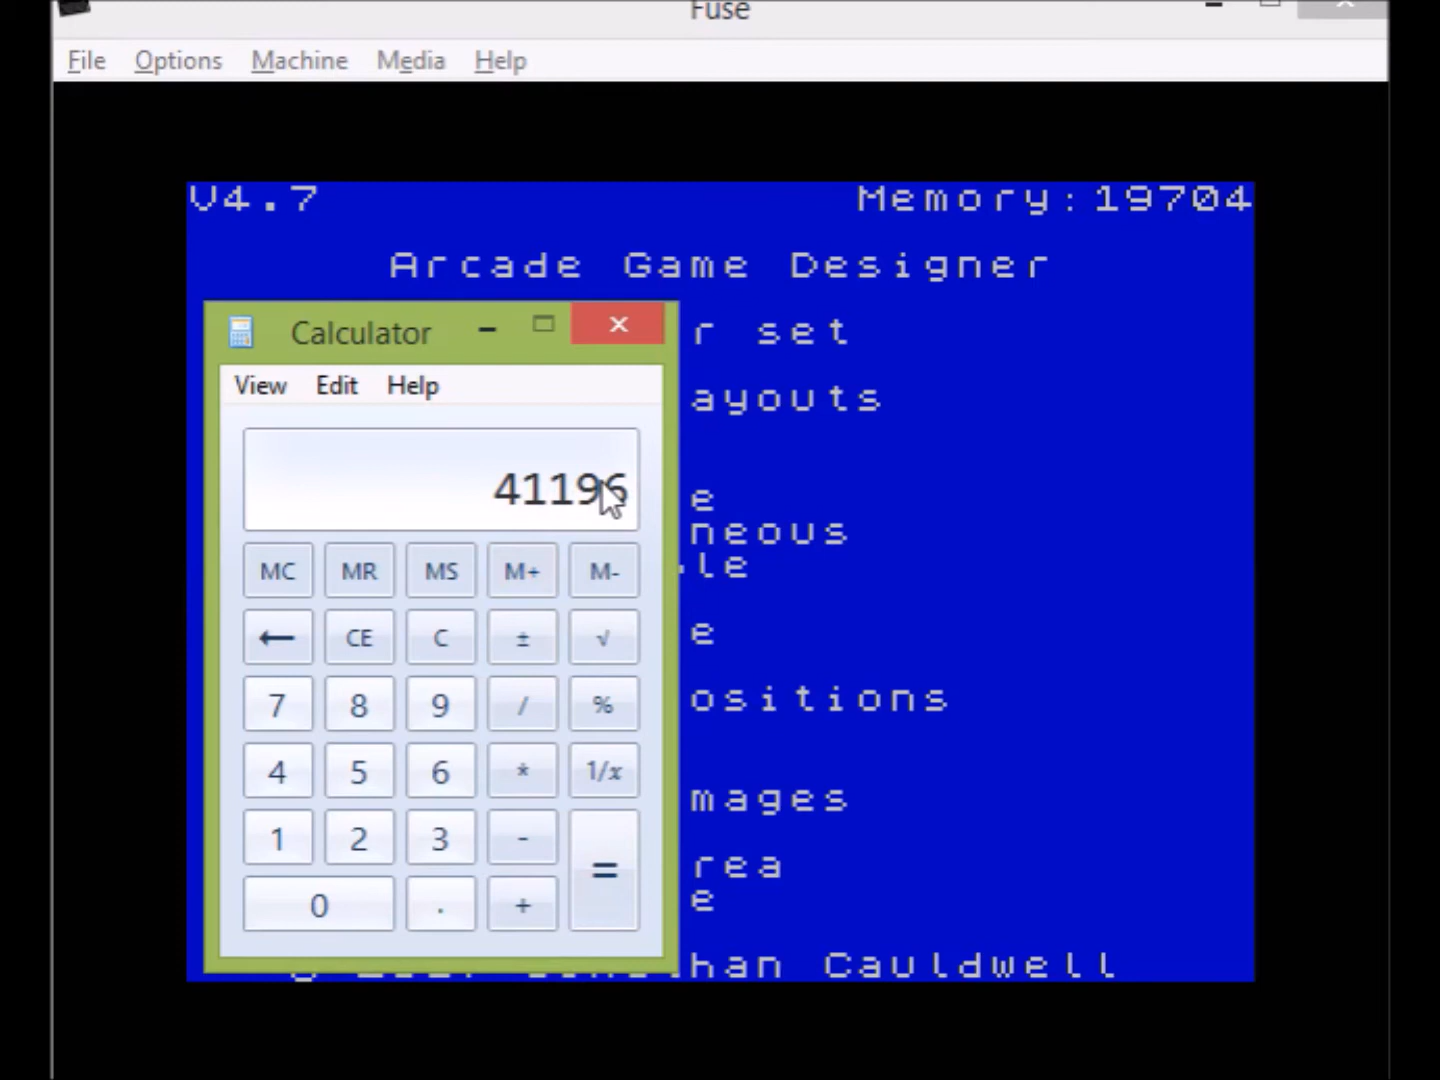 Fuse
File Options Machine Media Help
V4.7 Memory:19704
Arcade Game Designer
r set
ayouts
e
neous
le
e
ositions
mages
rea
e
han Cauldwell
Calculator
View Edit Help
41196
MC MR MS M+ M-
← CE C ± √
7 8 9 / %
4 5 6 * 1/x
1 2 3 - =
0 . +